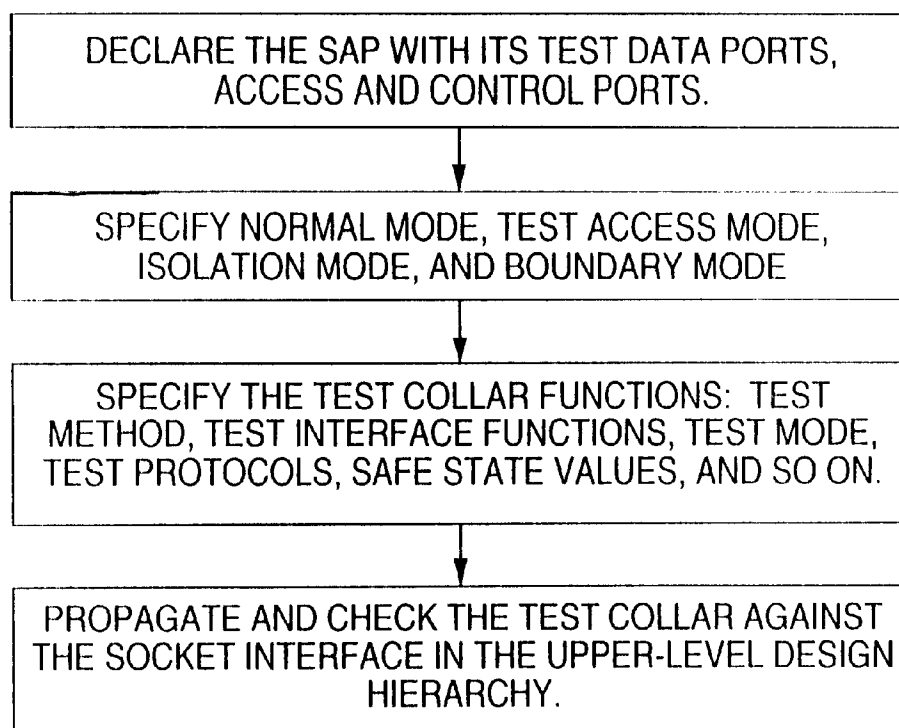 DECLARE THE SAP WITH ITS TEST DATA PORTS,
ACCESS AND CONTROL PORTS.
SPECIFY NORMAL MODE, TEST ACCESS MODE,
ISOLATION MODE, AND BOUNDARY MODE
SPECIFY THE TEST COLLAR FUNCTIONS: TEST
METHOD, TEST INTERFACE FUNCTIONS, TEST MODE,
TEST PROTOCOLS, SAFE STATE VALUES, AND SO ON.
PROPAGATE AND CHECK THE TEST COLLAR AGAINST
THE SOCKET INTERFACE IN THE UPPER-LEVEL DESIGN
HIERARCHY.